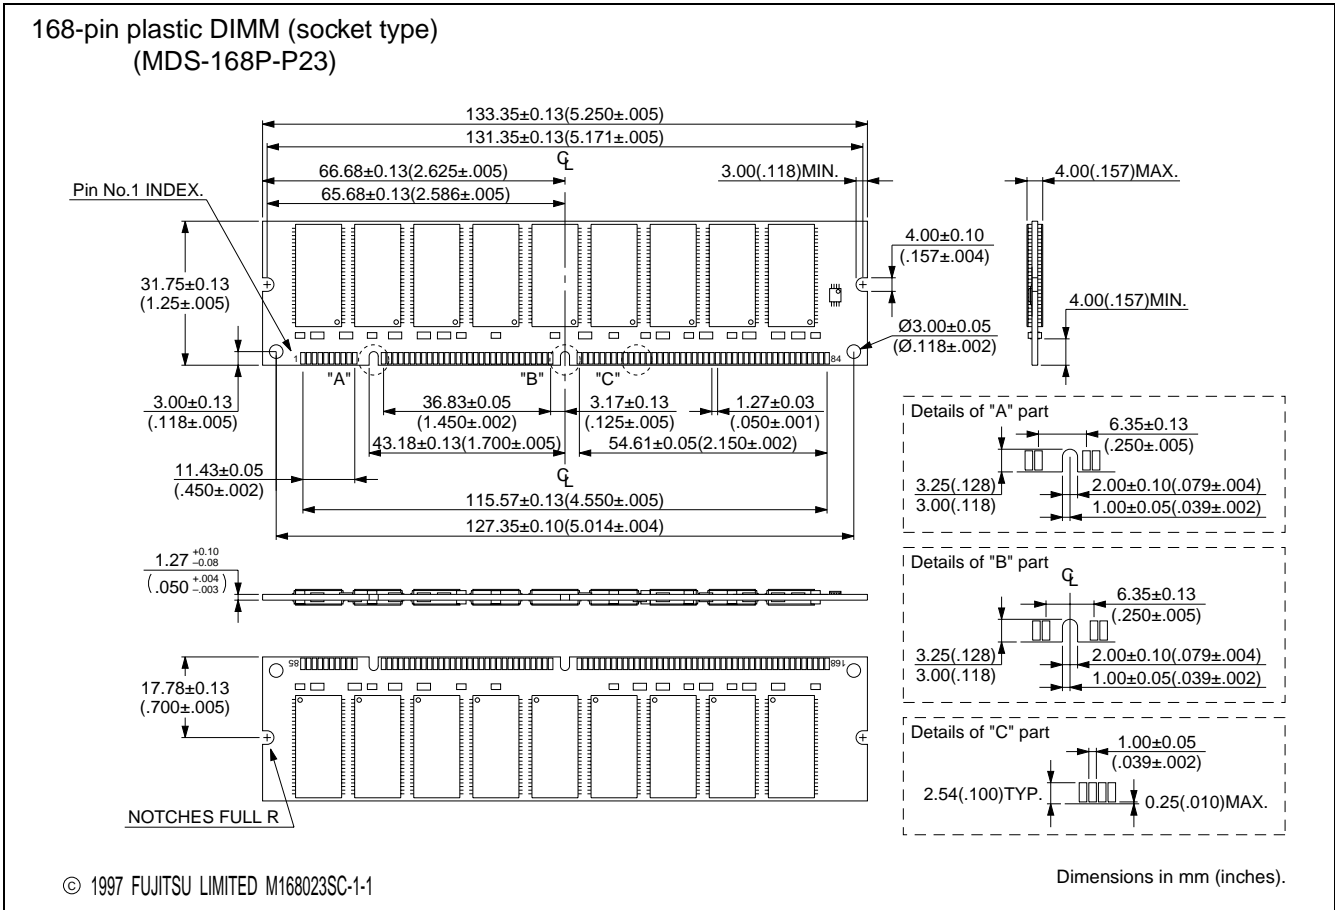 168-pin plastic DIMM (socket type)
(MDS-168P-P23)
133.35±0.13(5.250±.005)
131.35±0.13(5.171±.005)
CL
66.68±0.13(2.625±.005)
3.00(.118)MIN.
4.00(.157)MAX.
Pin No.1 INDEX.
65.68±0.13(2.586±.005)
4.00±0.10
(.157±.004)
31.75±0.13
(1.25±.005)
4.00(.157)MIN.
Ø3.00±0.05
(Ø.118±.002)
1
84
"A"
"B"
"C"
3.00±0.13
(.118±.005)
36.83±0.05
(1.450±.002)
3.17±0.13
(.125±.005)
1.27±0.03
(.050±.001)
43.18±0.13(1.700±.005)
54.61±0.05(2.150±.002)
11.43±0.05
(.450±.002)
CL
115.57±0.13(4.550±.005)
127.35±0.10(5.014±.004)
Details of "A" part
6.35±0.13
(.250±.005)
3.25(.128)
3.00(.118)
2.00±0.10(.079±.004)
1.00±0.05(.039±.002)
1.27 +0.10 –0.08
(.050 +.004 –.003)
Details of "B" part
CL
6.35±0.13
(.250±.005)
3.25(.128)
3.00(.118)
2.00±0.10(.079±.004)
1.00±0.05(.039±.002)
85
168
17.78±0.13
(.700±.005)
NOTCHES FULL R
Details of "C" part
1.00±0.05
(.039±.002)
2.54(.100)TYP.
0.25(.010)MAX.
© 1997 FUJITSU LIMITED M168023SC-1-1
Dimensions in mm (inches).